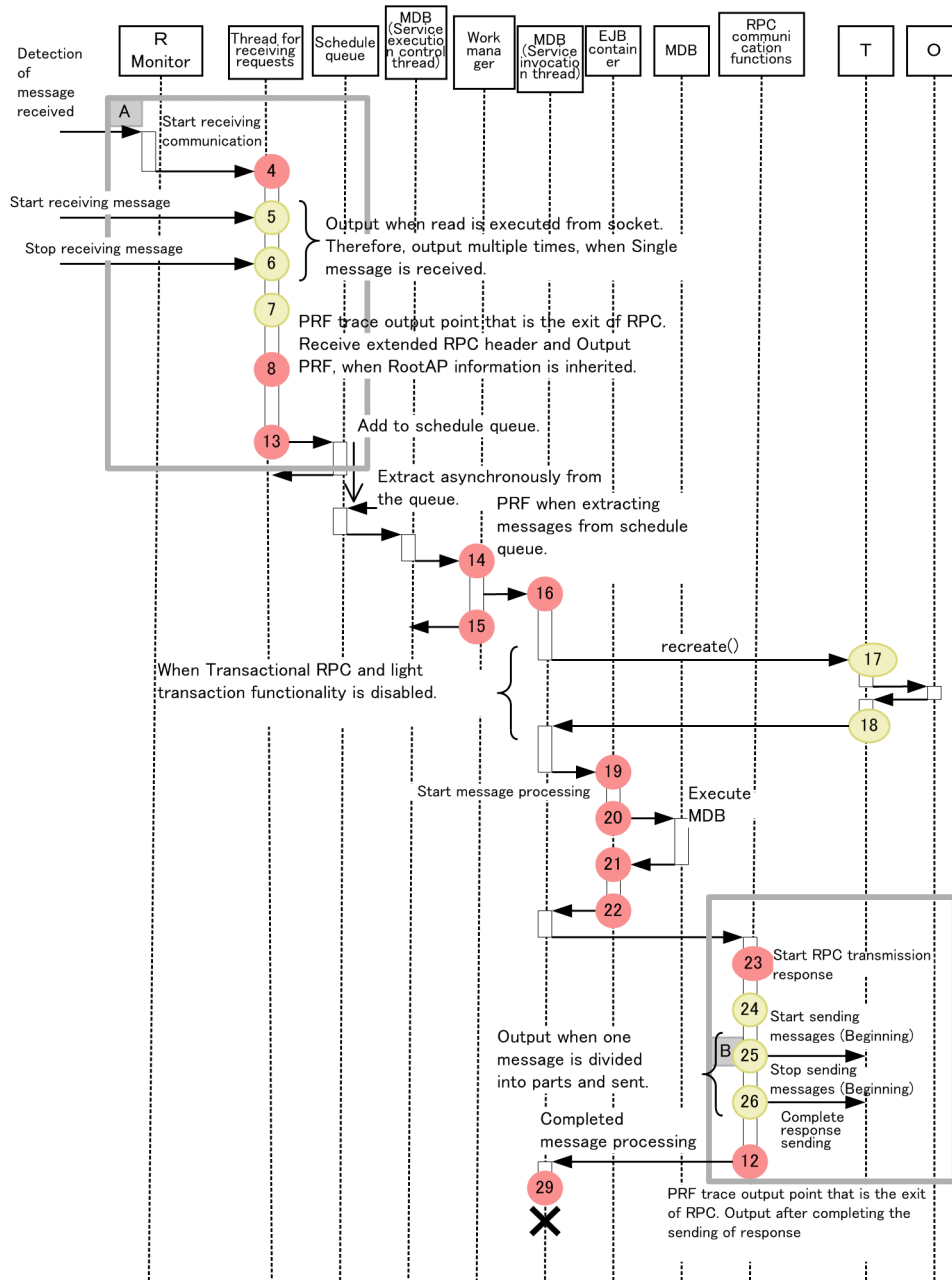 Detection
of
message
received
R
Monitor
Thread for
receiving
requests
Schedule
queue
MDB
(Service
execution
control
thread)
Work
mana
ger
MDB
(Service
invocation
thread)
EJB
contain
er
MDB
RPC
communi
cation
functions
T
O
A
Start receiving
communication
4
Start receiving message
5
Output when read is executed from socket.
Therefore, output multiple times, when Single
message is received.
Stop receiving message
6
7
PRF trace output point that is the exit of RPC.
Receive extended RPC header and Output
PRF, when RootAP information is inherited.
8
13
Add to schedule queue.
Extract asynchronously from
the queue.
PRF when extracting
messages from schedule
queue.
14
16
15
recreate()
17
When Transactional RPC and light
transaction functionality is disabled.
18
19
Start message processing
Execute
MDB
20
21
22
23
Start RPC transmission
response
24
Start sending
messages (Beginning)
Output when one
message is divided
into parts and sent.
B
25
Stop sending
messages (Beginning)
26
Complete
response
sending
Completed
message processing
12
29
PRF trace output point that is the exit
of RPC. Output after completing the
sending of response